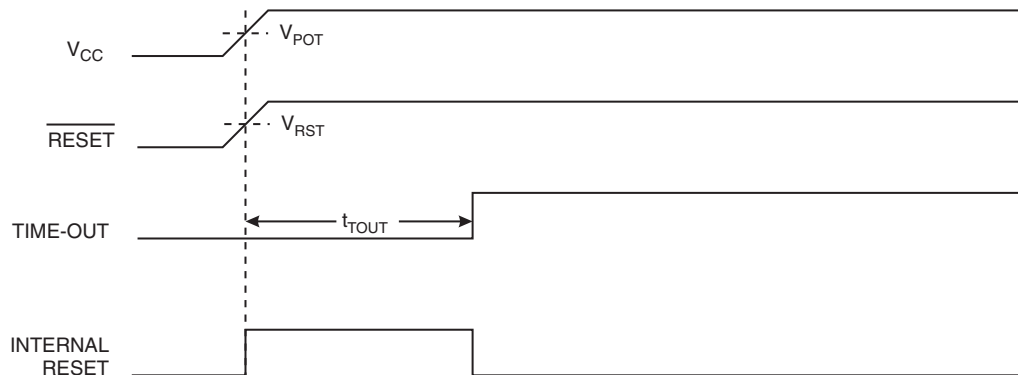 V_CC
V_POT
RESET
V_RST
TIME-OUT
t_TOUT
INTERNAL
RESET